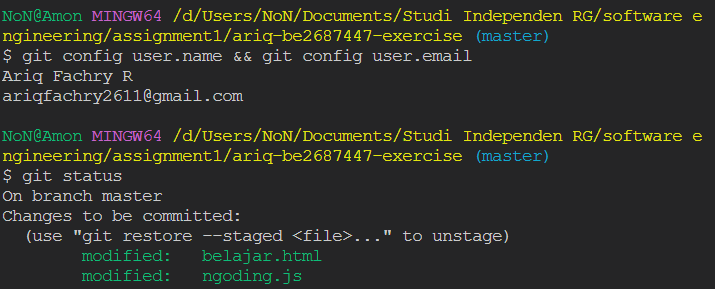 NoN@Amon MINGW64 /d/Users/NoN/Documents/Studi Independen RG/software e
ngineering/assignment1/ariq-be2687447-exercise (master)
$ git config user.name && git config user.email
Ariq Fachry R
ariqfachry2611@gmail.com
NoN@Amon MINGW64 /d/Users/NoN/Documents/Studi Independen RG/software e
ngineering/assignment1/ariq-be2687447-exercise (master)
$ git status
On branch master
Changes to be committed:
(use "git restore --staged <file>..." to unstage)
modified: belajar.html
modified: ngoding.js